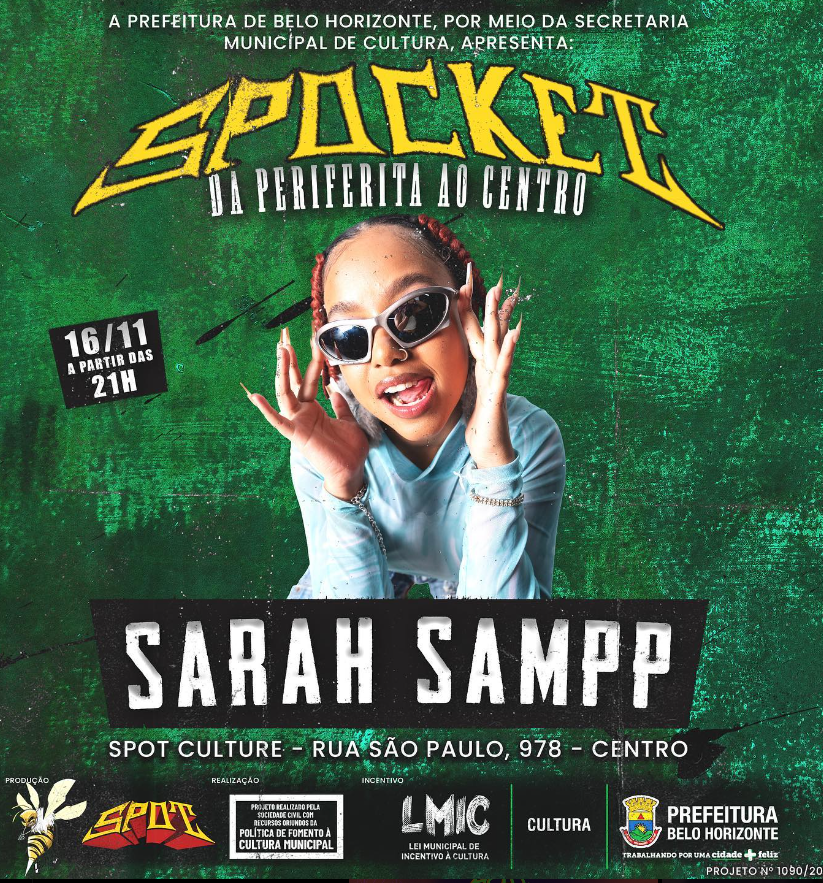 A PREFEITURA DE BELO HORIZONTE, POR MEIO DA SECRETARIA
MUNICÍPAL DE CULTURA, APRESENTA:
SPOCKET
DA PERIFERITA AO CENTRO
16/11
A PARTIR DAS
21H
SARAH SAMPP
SPOT CULTURE - RUA SÃO PAULO, 978 - CENTRO
PRODUÇÃO
SPOT
REALIZAÇÃO
PROJETO REALIZADO PELA
SOCIEDADE CIVIL, COM
RECURSOS ORIUNDOS DA
POLÍTICA DE FOMENTO À
CULTURA MUNICIPAL
INCENTIVO
LMIC
LEI MUNICIPAL DE
INCENTIVO À CULTURA
CULTURA
PREFEITURA
BELO HORIZONTE
TRABALHANDO POR UMA cidade + feliz
PROJETO Nº 1090/20